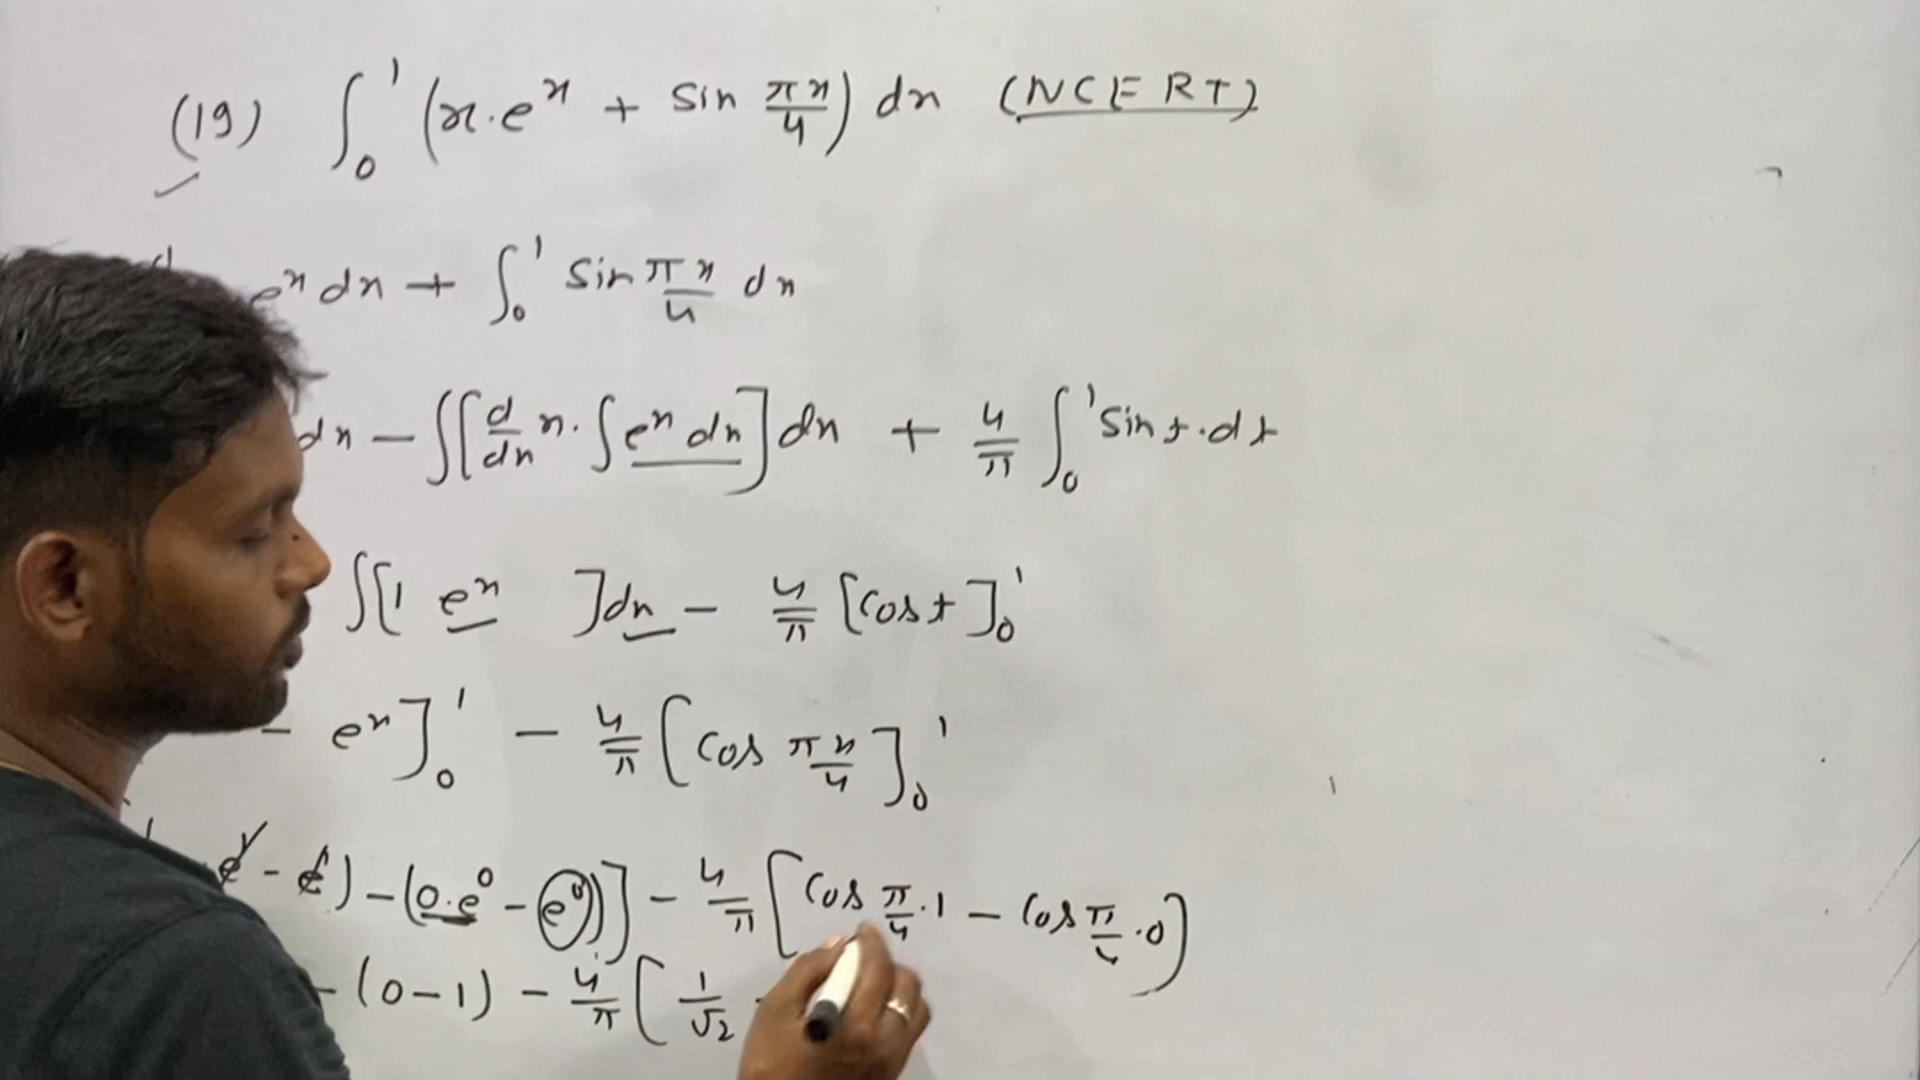 (19) ∫₀¹ (x.eˣ + sin πx/4) dx (NCERT)
eˣ dx + ∫₀¹ sin πx/4 dx
dx − ∫[d/dx x. ∫eˣ dx] dx + 4/π ∫₀¹ sin t.dt
∫[1 eˣ ]dx − 4/π [cos t]₀¹
− eˣ]₀¹ − 4/π [cos πx/4]₀¹
e¹ - e) − (0.e⁰ − e⁰)] − 4/π [cos π/4 .1 − cos π/4 .0)
− (0−1) − 4/π [1/√2